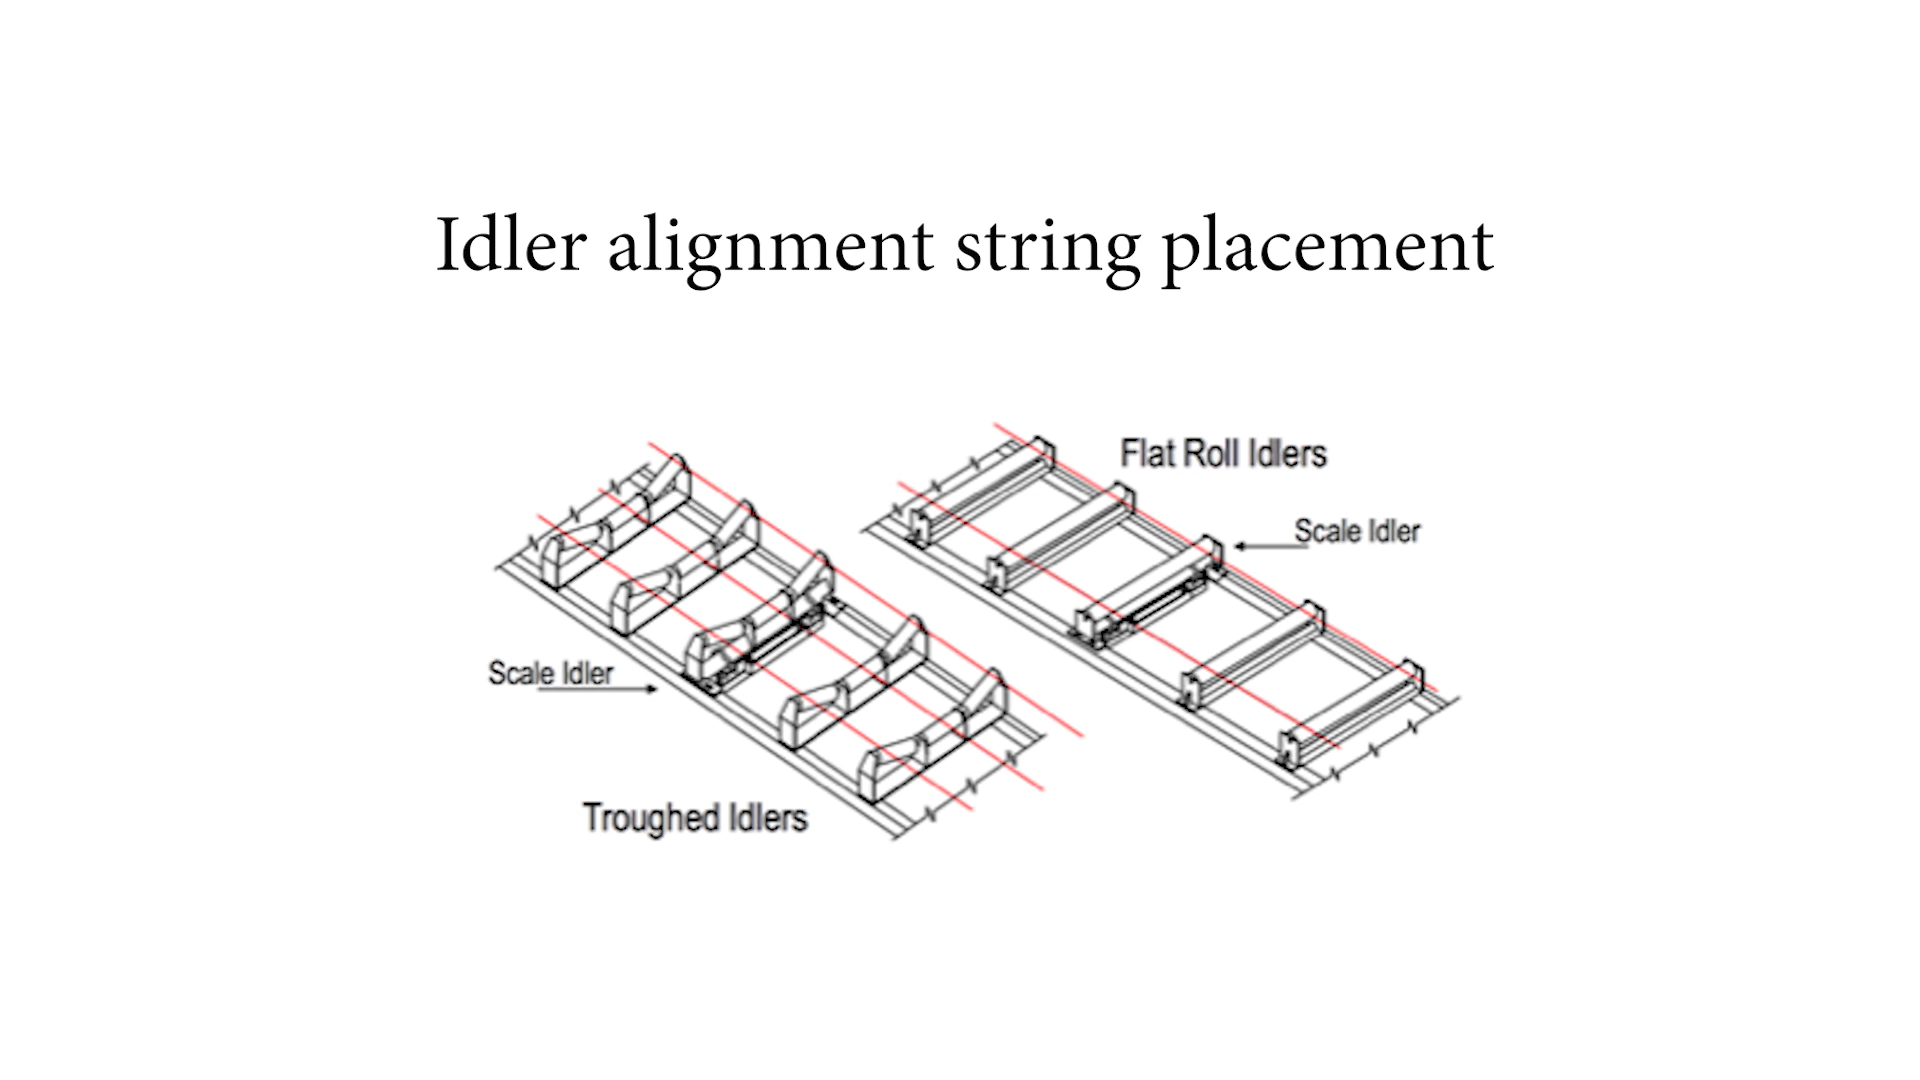 Idler alignment string placement
Flat Roll Idlers
Scale Idler
Scale Idler
Troughed Idlers